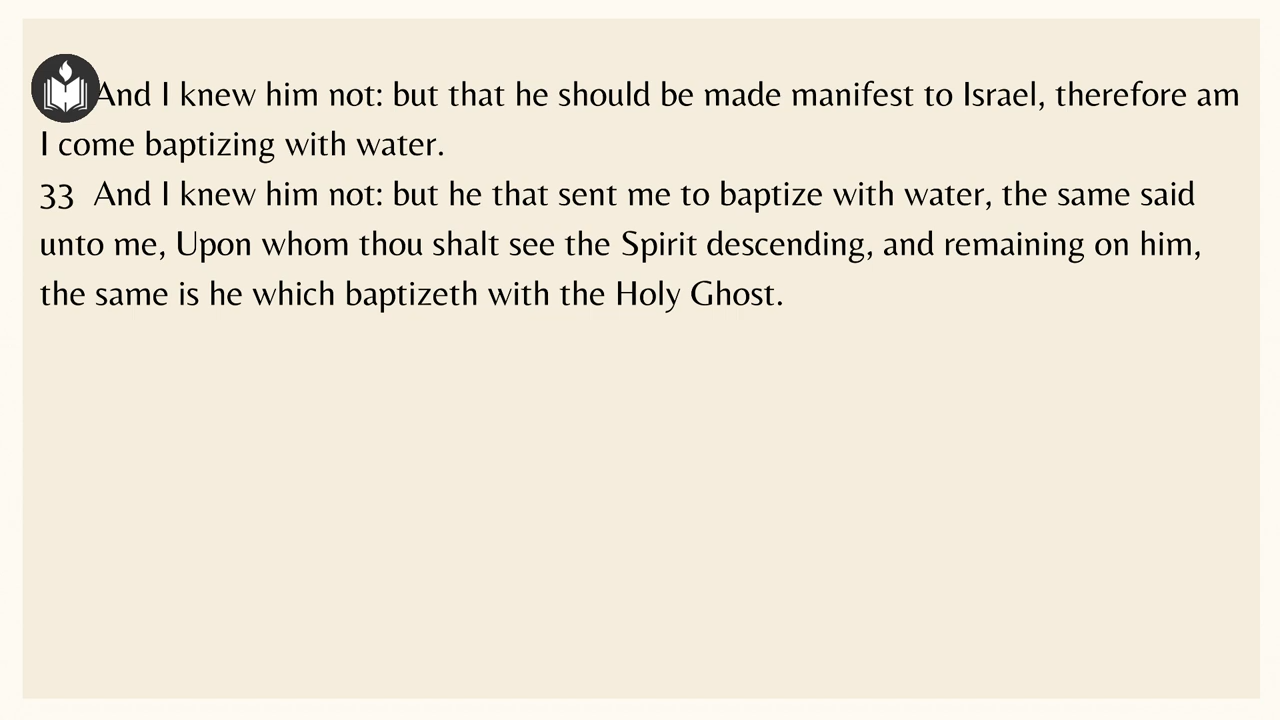 And I knew him not: but that he should be made manifest to Israel, therefore am
I come baptizing with water.
33 And I knew him not: but he that sent me to baptize with water, the same said
unto me, Upon whom thou shalt see the Spirit descending, and remaining on him,
the same is he which baptizeth with the Holy Ghost.